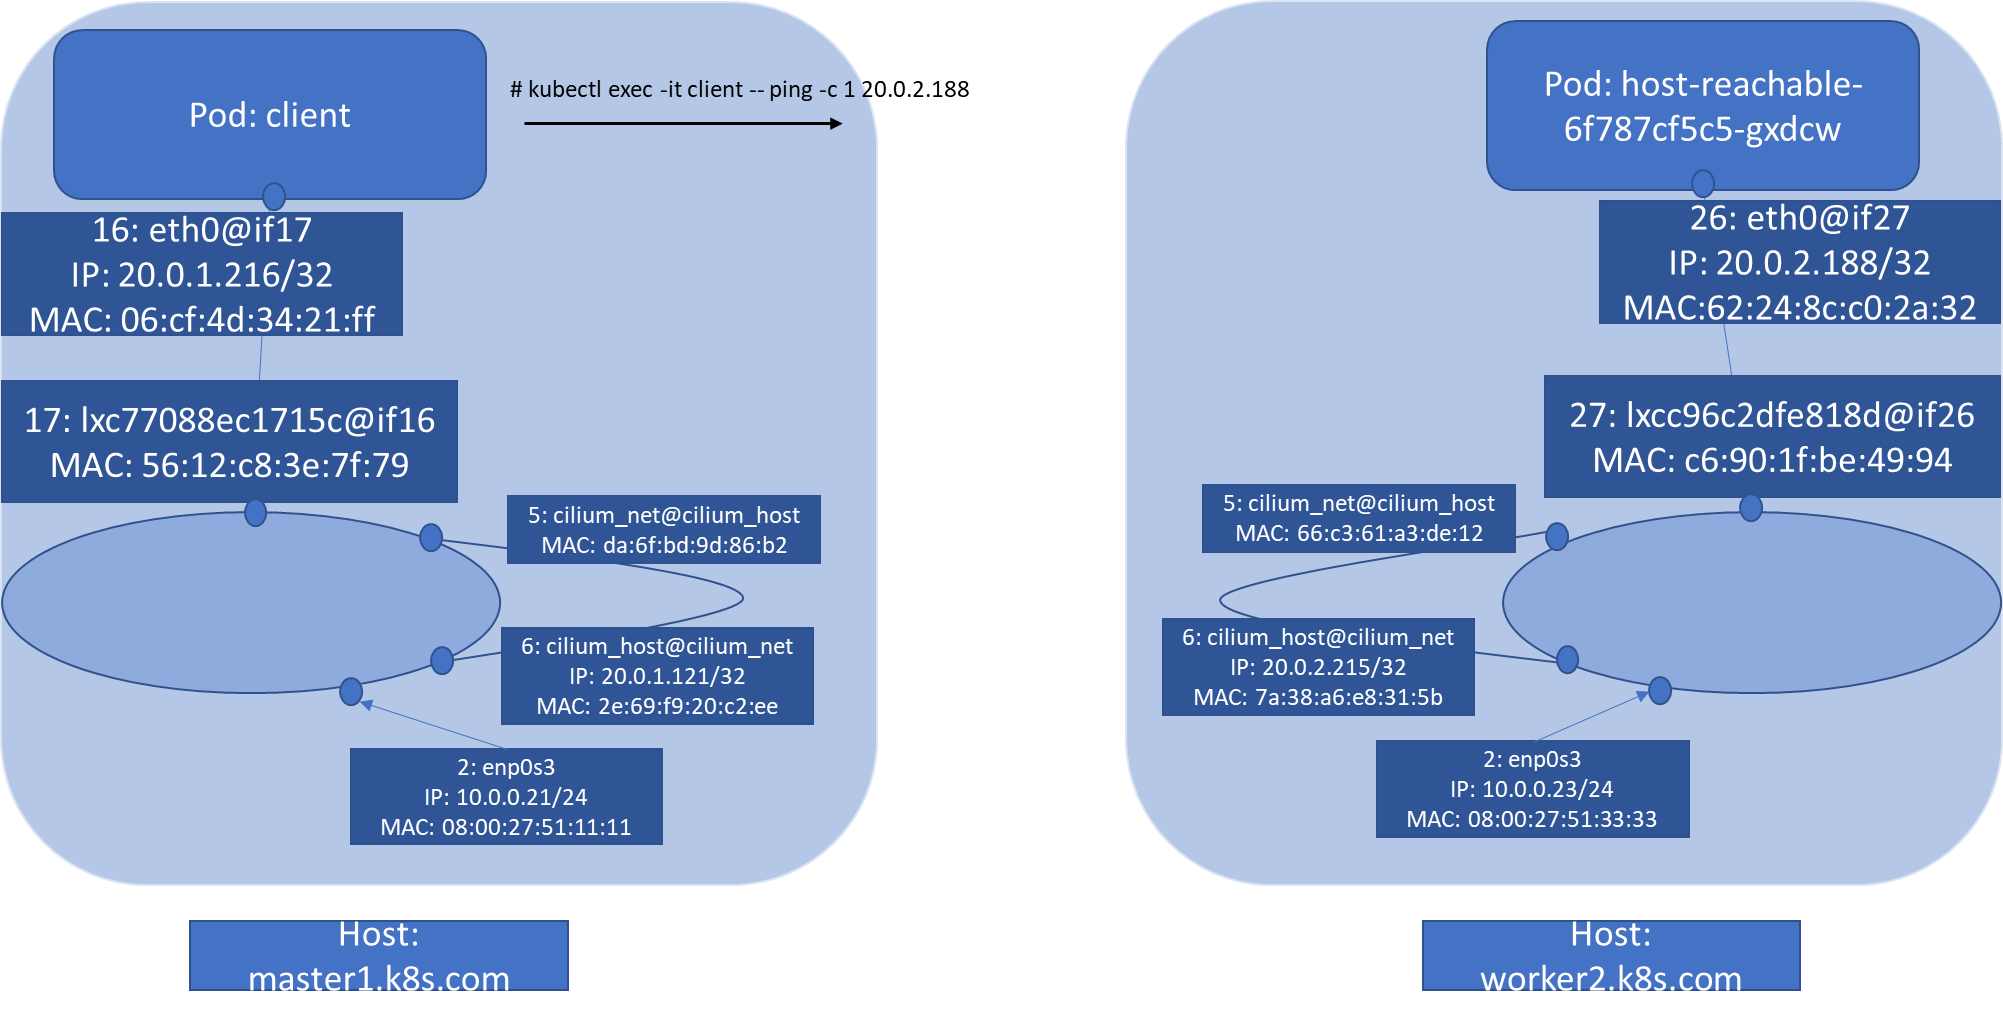 Pod: client
# kubectl exec -it client -- ping -c 1 20.0.2.188
16: eth0@if17
IP: 20.0.1.216/32
MAC: 06:cf:4d:34:21:ff
17: lxc77088ec1715c@if16
MAC: 56:12:c8:3e:7f:79
5: cilium_net@cilium_host
MAC: da:6f:bd:9d:86:b2
6: cilium_host@cilium_net
IP: 20.0.1.121/32
MAC: 2e:69:f9:20:c2:ee
2: enp0s3
IP: 10.0.0.21/24
MAC: 08:00:27:51:11:11
Host:
master1.k8s.com
Pod: host-reachable-
6f787cf5c5-gxdcw
26: eth0@if27
IP: 20.0.2.188/32
MAC:62:24:8c:c0:2a:32
27: lxcc96c2dfe818d@if26
MAC: c6:90:1f:be:49:94
5: cilium_net@cilium_host
MAC: 66:c3:61:a3:de:12
6: cilium_host@cilium_net
IP: 20.0.2.215/32
MAC: 7a:38:a6:e8:31:5b
2: enp0s3
IP: 10.0.0.23/24
MAC: 08:00:27:51:33:33
Host:
worker2.k8s.com